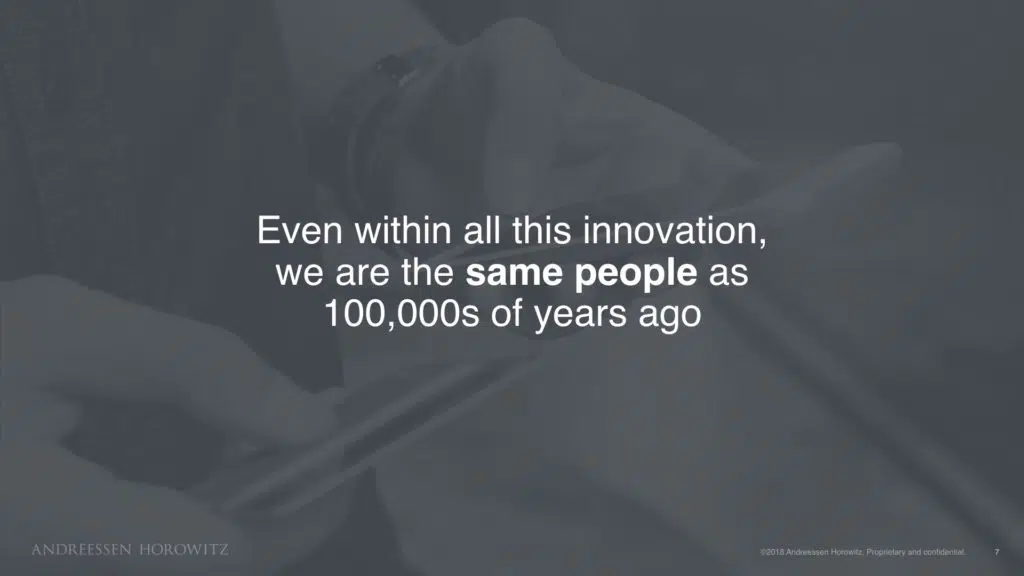 Even within all this innovation,
we are the same people as
100,000s of years ago
ANDREESSEN HOROWITZ
©2018 Andreessen Horowitz. Proprietary and confidential.
7